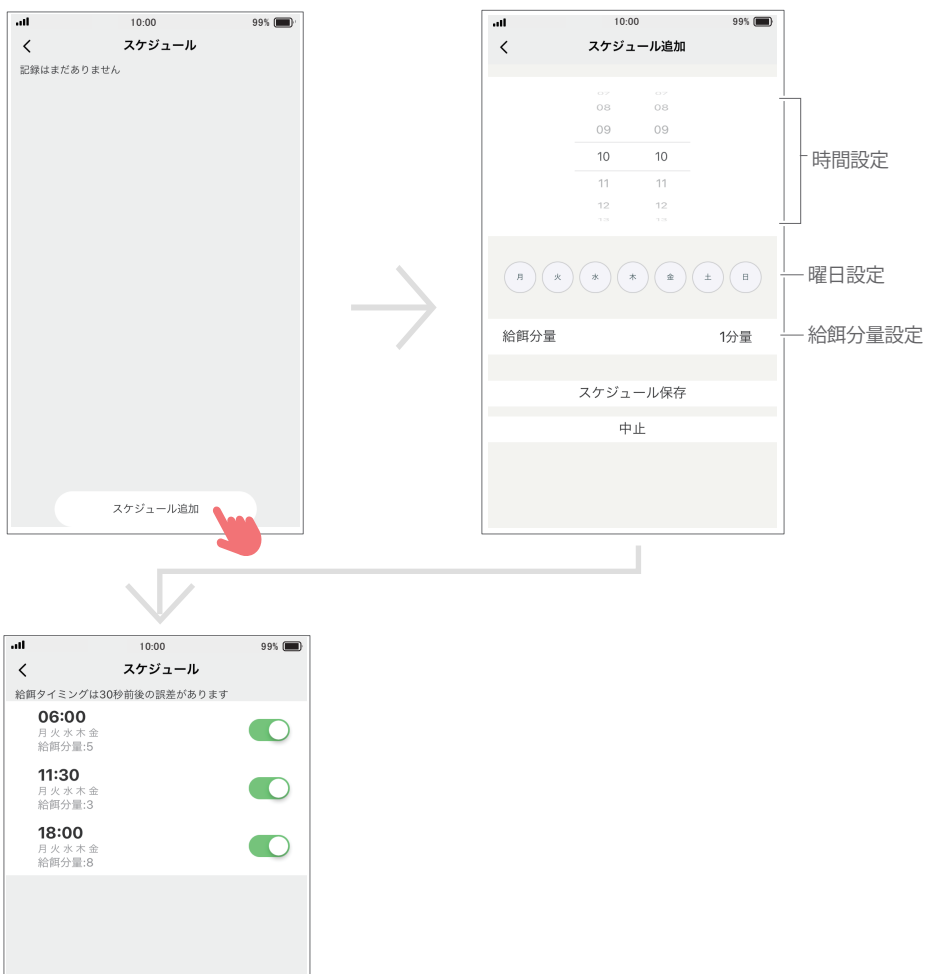 10:00
99%
スケジュール
記録はまだありません
スケジュール追加
10:00
99%
スケジュール追加
07 07
08 08
09 09
10 10
11 11
12 12
時間設定
月 火 水 木 金 土 日
曜日設定
給餌分量 1分量
給餌分量設定
スケジュール保存
中止
10:00
99%
スケジュール
給餌タイミングは30秒前後の誤差があります
06:00
月 火 水 木 金
給餌分量:5
11:30
月 火 水 木 金
給餌分量:3
18:00
月 火 水 木 金
給餌分量:8